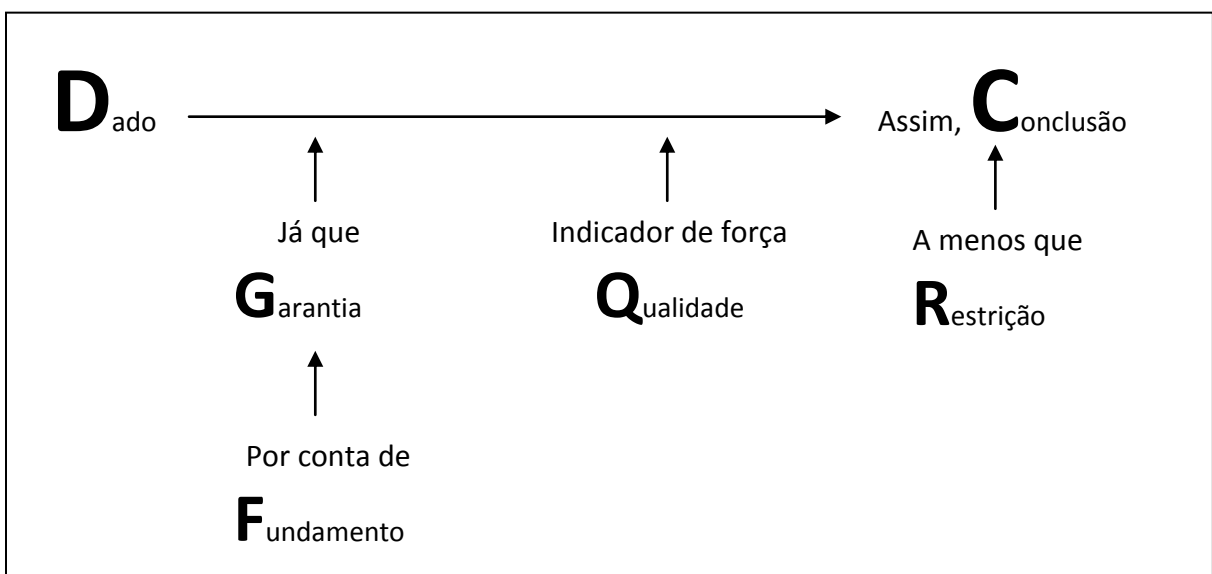 Dado
Assim, Conclusão
Já que
Indicador de força
A menos que
Garantia
Qualidade
Restrição
Por conta de
Fundamento